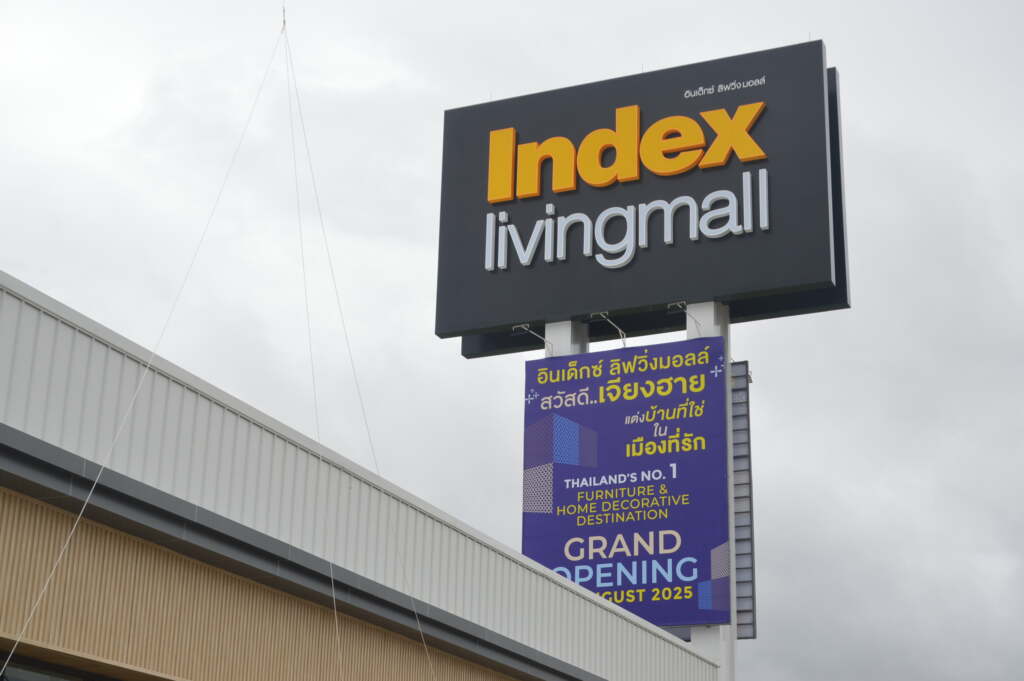 อินเด็กซ์ ลิฟวิ่งมอลล์
Index
livingmall
อินเด็กซ์ ลิฟวิ่งมอลล์
สวัสดี..เจียงฮาย
แต่งบ้านที่ใช่
ใน
เมืองที่รัก
THAILAND'S NO. 1
FURNITURE &
HOME DECORATIVE
DESTINATION
GRAND
OPENING
AUGUST 2025